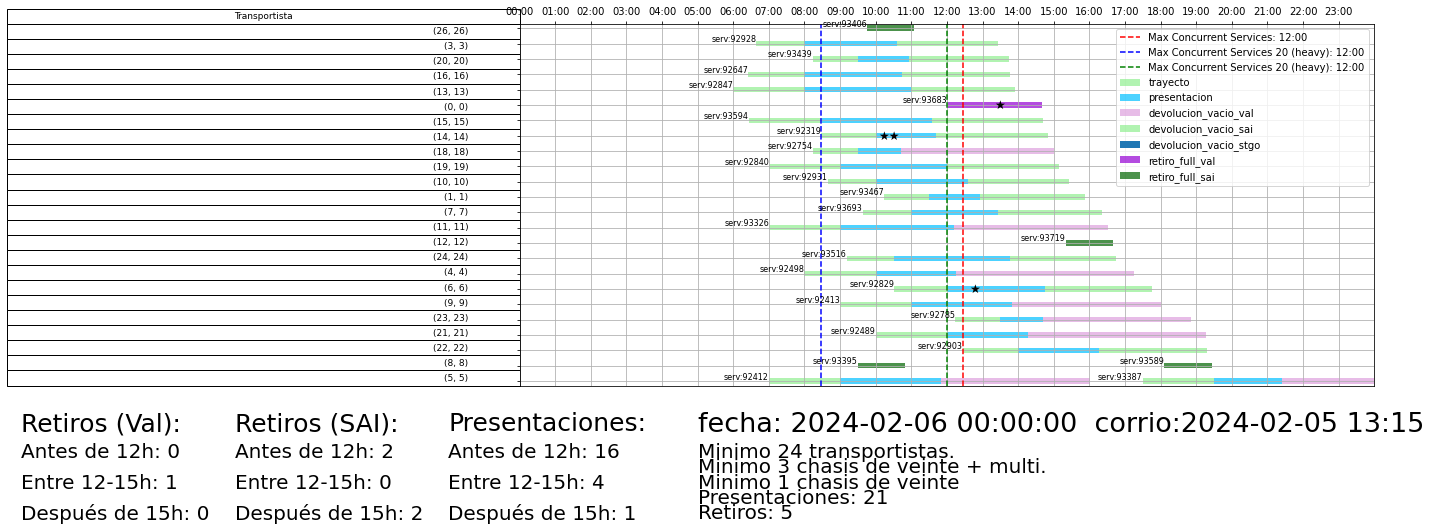 Transportista
00:00 01:00 02:00 03:00 04:00 05:00 06:00 07:00 08:00 09:00 10:00 11:00 12:00 13:00 14:00 15:00 16:00 17:00 18:00 19:00 20:00 21:00 22:00 23:00
(26, 26) serv:93406
(3, 3) serv:92928
(20, 20) serv:93439
(16, 16) serv:92647
(13, 13) serv:92847
(0, 0) serv:93683
(15, 15) serv:93594
(14, 14) serv:92319
(18, 18) serv:92754
(19, 19) serv:92840
(10, 10) serv:92931
(1, 1) serv:93467
(7, 7) serv:93693
(11, 11) serv:93326
(12, 12) serv:93719
(24, 24) serv:93516
(4, 4) serv:92498
(6, 6) serv:92829
(9, 9) serv:92413
(23, 23) serv:92785
(21, 21) serv:92489
(22, 22) serv:92903
(8, 8) serv:93395 serv:93589
(5, 5) serv:92412 serv:93387
Max Concurrent Services: 12:00
Max Concurrent Services 20 (heavy): 12:00
Max Concurrent Services 20 (heavy): 12:00
trayecto
presentacion
devolucion_vacio_val
devolucion_vacio_sai
devolucion_vacio_stgo
retiro_full_val
retiro_full_sai
Retiros (Val):
Antes de 12h: 0
Entre 12-15h: 1
Después de 15h: 0
Retiros (SAI):
Antes de 12h: 2
Entre 12-15h: 0
Después de 15h: 2
Presentaciones:
Antes de 12h: 16
Entre 12-15h: 4
Después de 15h: 1
fecha: 2024-02-06 00:00:00  corrio:2024-02-05 13:15
Minimo 24 transportistas.
Minimo 3 chasis de veinte + multi.
Minimo 1 chasis de veinte
Presentaciones: 21
Retiros: 5